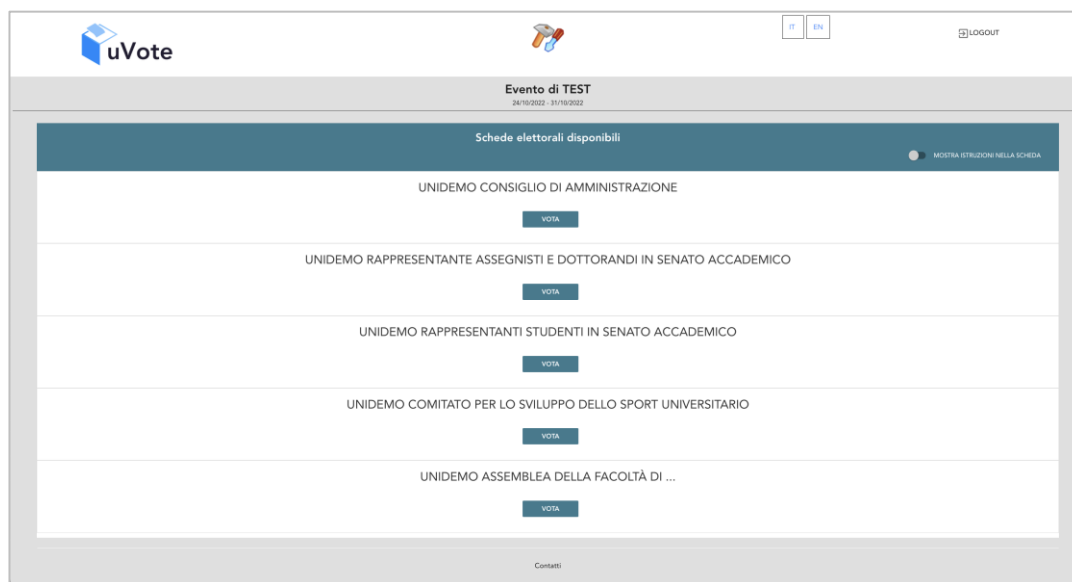 uVote
IT EN
LOGOUT
Evento di TEST
24/10/2022 - 31/10/2022
Schede elettorali disponibili
MOSTRA ISTRUZIONI NELLA SCHEDA
UNIDEMO CONSIGLIO DI AMMINISTRAZIONE
VOTA
UNIDEMO RAPPRESENTANTE ASSEGNISTI E DOTTORANDI IN SENATO ACCADEMICO
VOTA
UNIDEMO RAPPRESENTANTI STUDENTI IN SENATO ACCADEMICO
VOTA
UNIDEMO COMITATO PER LO SVILUPPO DELLO SPORT UNIVERSITARIO
VOTA
UNIDEMO ASSEMBLEA DELLA FACOLTÀ DI ...
VOTA
Contatti